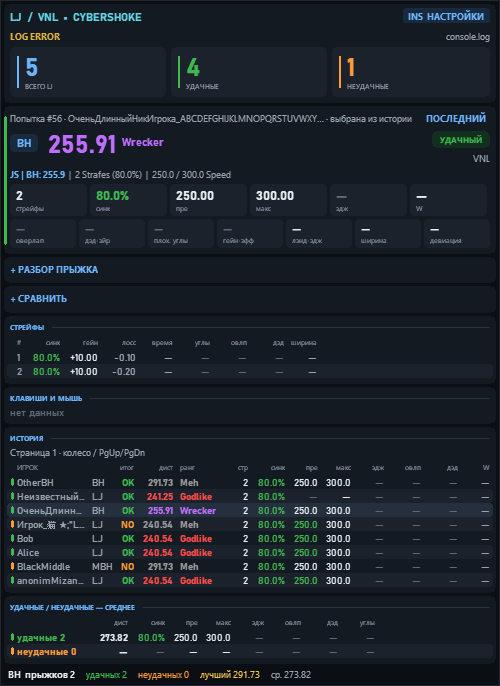 LJ / VNL • CYBERSHOKE INS НАСТРОЙКИ
LOG ERROR console.log
5 4 1
ВСЕГО LJ УДАЧНЫЕ НЕУДАЧНЫЕ
Попытка #56 · ОченьДлинныйНикИгрока_ABCDEFGHIJKLMNOPQRSTUVWXY... · выбрана из истории ПОСЛЕДНИЙ
BH 255.91 Wrecker УДАЧНЫЙ
VNL
JS | BH: 255.9 | 2 Strafes (80.0%) | 250.0 / 300.0 Speed
2 80.0% 250.00 300.00 — —
стрейфы синк пре макс эдж W
— — — — — — —
оверлап дэд-эйр плох. углы гейн-эфф лэнд-эдж ширина девиация
+ РАЗБОР ПРЫЖКА
+ СРАВНИТЬ
СТРЕЙФЫ
# синк гейн лосс время углы овлп дэд ширина
1 80.0% +10.00 -0.10 — — — — —
2 80.0% +10.00 -0.20 — — — — —
КЛАВИШИ И МЫШЬ
нет данных
ИСТОРИЯ
Страница 1 · колесо / PgUp/PgDn
ИГРОК итог дист ранг стр синк пре макс эдж овлп дэд W
OtherBH BH OK 291.73 Meh 2 80.0% 250.0 300.0 — — — —
Неизвестный... LJ OK 241.25 Godlike 2 80.0% — — — — — —
ОченьДлинн... BH OK 255.91 Wrecker 2 80.0% 250.0 300.0 — — — —
Игрок_猫 ★;"L... LJ NO 240.54 Meh 2 80.0% 250.0 300.0 — — — —
Bob LJ OK 240.54 Godlike 2 80.0% 250.0 300.0 — — — —
Alice LJ OK 240.54 Godlike 2 80.0% 250.0 300.0 — — — —
BlackMiddle MBH NO 291.73 Meh 2 80.0% 250.0 300.0 — — — —
anonimMizan... LJ OK 240.54 Godlike 2 80.0% 250.0 300.0 — — — —
УДАЧНЫЕ / НЕУДАЧНЫЕ — СРЕДНЕЕ
дист синк пре макс эдж овлп дэд углы
удачные 2 273.82 80.0% 250.0 300.0 — — — —
неудачные 0 — — — — — — — —
BH прыжков 2 удачных 2 неудачных 0 лучший 291.73 ср. 273.82